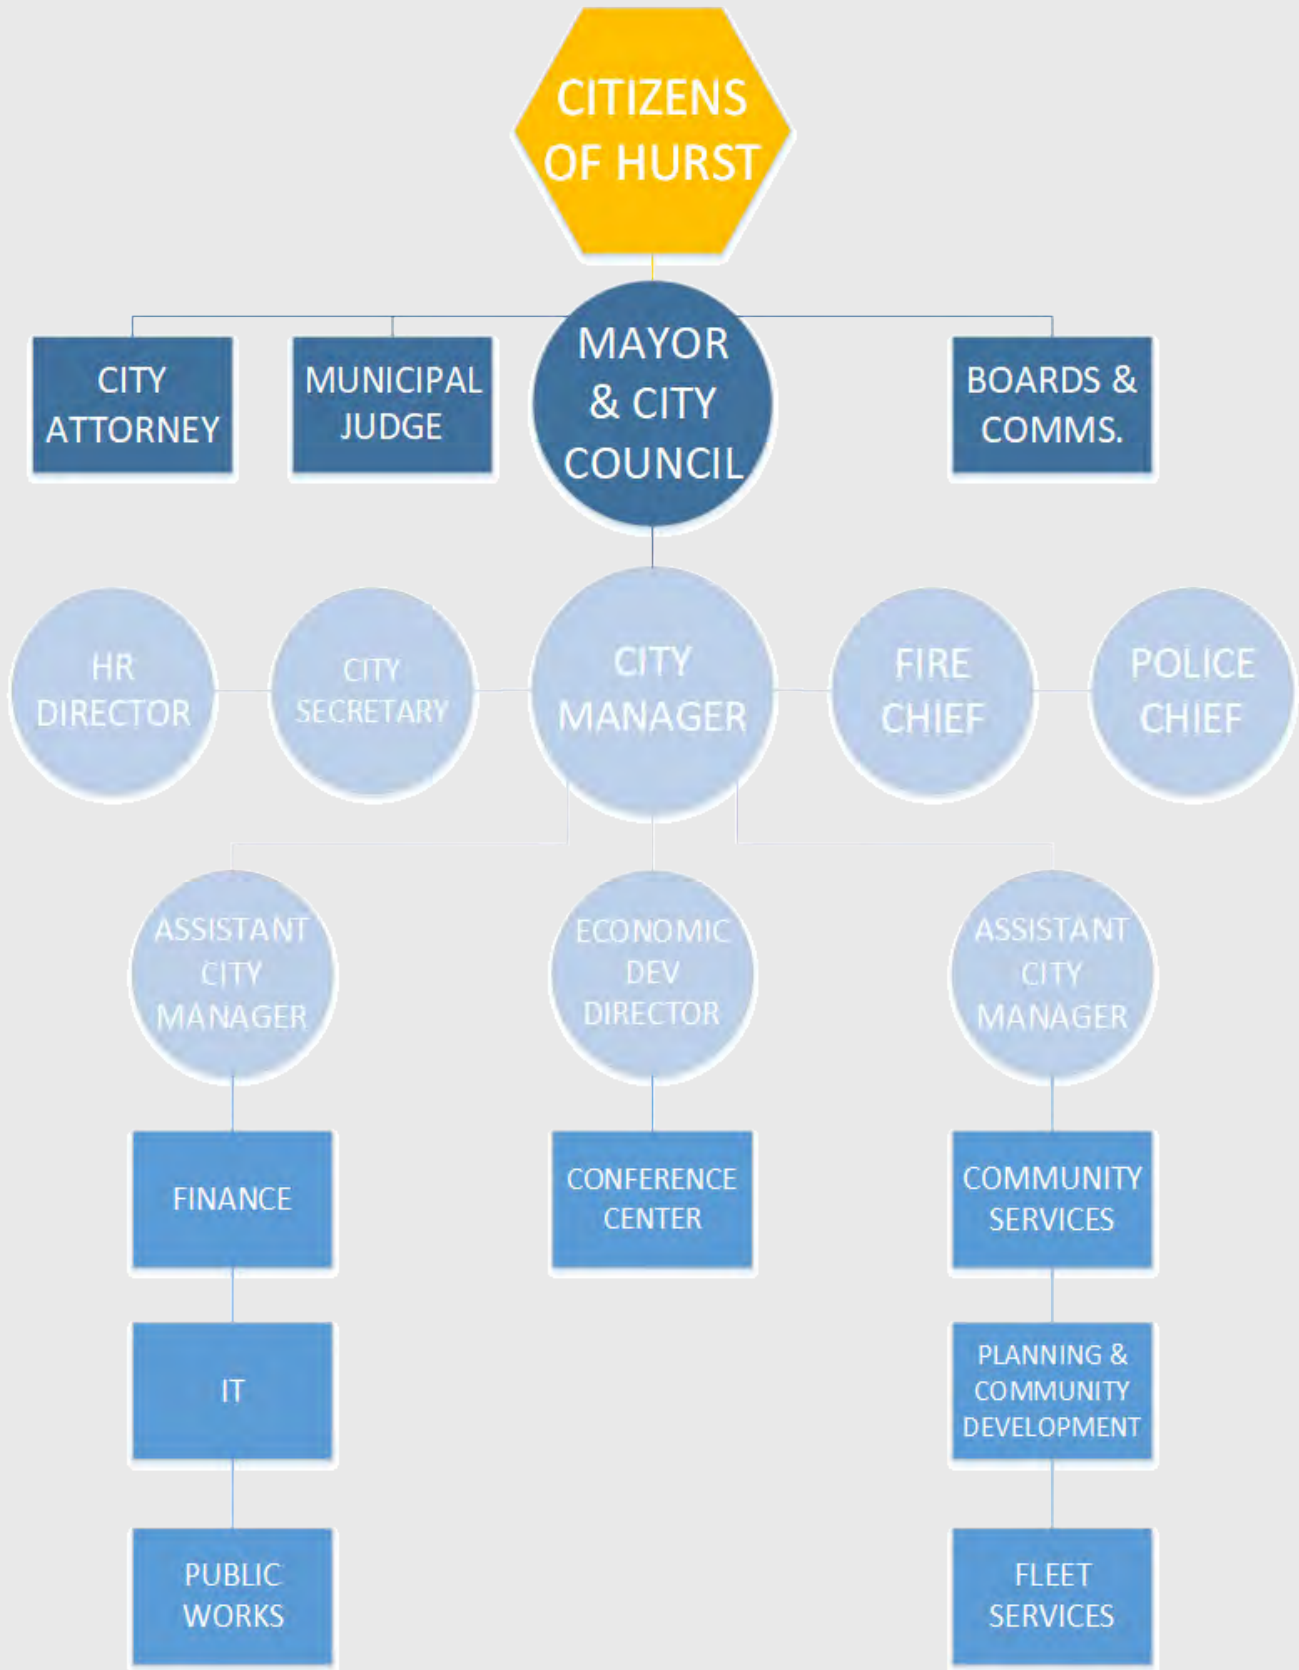 CITIZENS
OF HURST
MAYOR
& CITY
COUNCIL
CITY
ATTORNEY
MUNICIPAL
JUDGE
BOARDS &
COMMS.
HR
DIRECTOR
CITY
SECRETARY
CITY
MANAGER
FIRE
CHIEF
POLICE
CHIEF
ASSISTANT
CITY
MANAGER
ECONOMIC
DEV
DIRECTOR
ASSISTANT
CITY
MANAGER
FINANCE
CONFERENCE
CENTER
COMMUNITY
SERVICES
IT
PLANNING &
COMMUNITY
DEVELOPMENT
PUBLIC
WORKS
FLEET
SERVICES